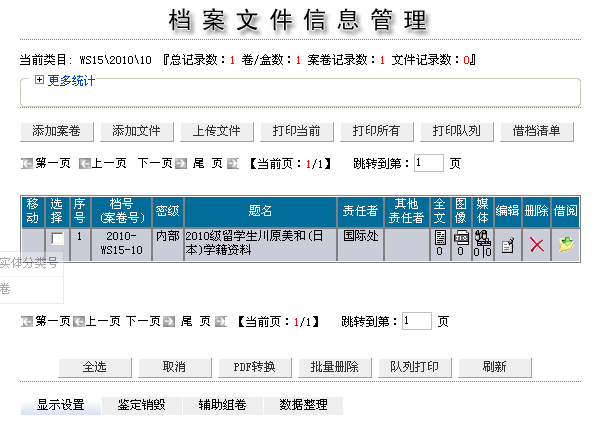 档案文件信息管理
当前类目: WS15\2010\10 『总记录数：1 卷/盒数：1 案卷记录数：1 文件记录数：0』
更多统计
添加案卷 添加文件 上传文件 打印当前 打印所有 打印队列 借档清单
第一页 上一页 下一页 尾 页 【当前页：1/1】 跳转到第：1 页
移动 选择 序号 档号(案卷号) 密级 题名 责任者 其他责任者 全文 图像 媒体 编辑 删除 借阅
1 2010-WS15-10 内部 2010级留学生川原美和(日本)学籍资料 国际处 0 0 0 0
实体分类号
卷
第一页 上一页 下一页 尾 页 【当前页：1/1】 跳转到第：1 页
全选 取消 PDF转换 批量删除 队列打印 刷新
显示设置 鉴定销毁 辅助组卷 数据整理